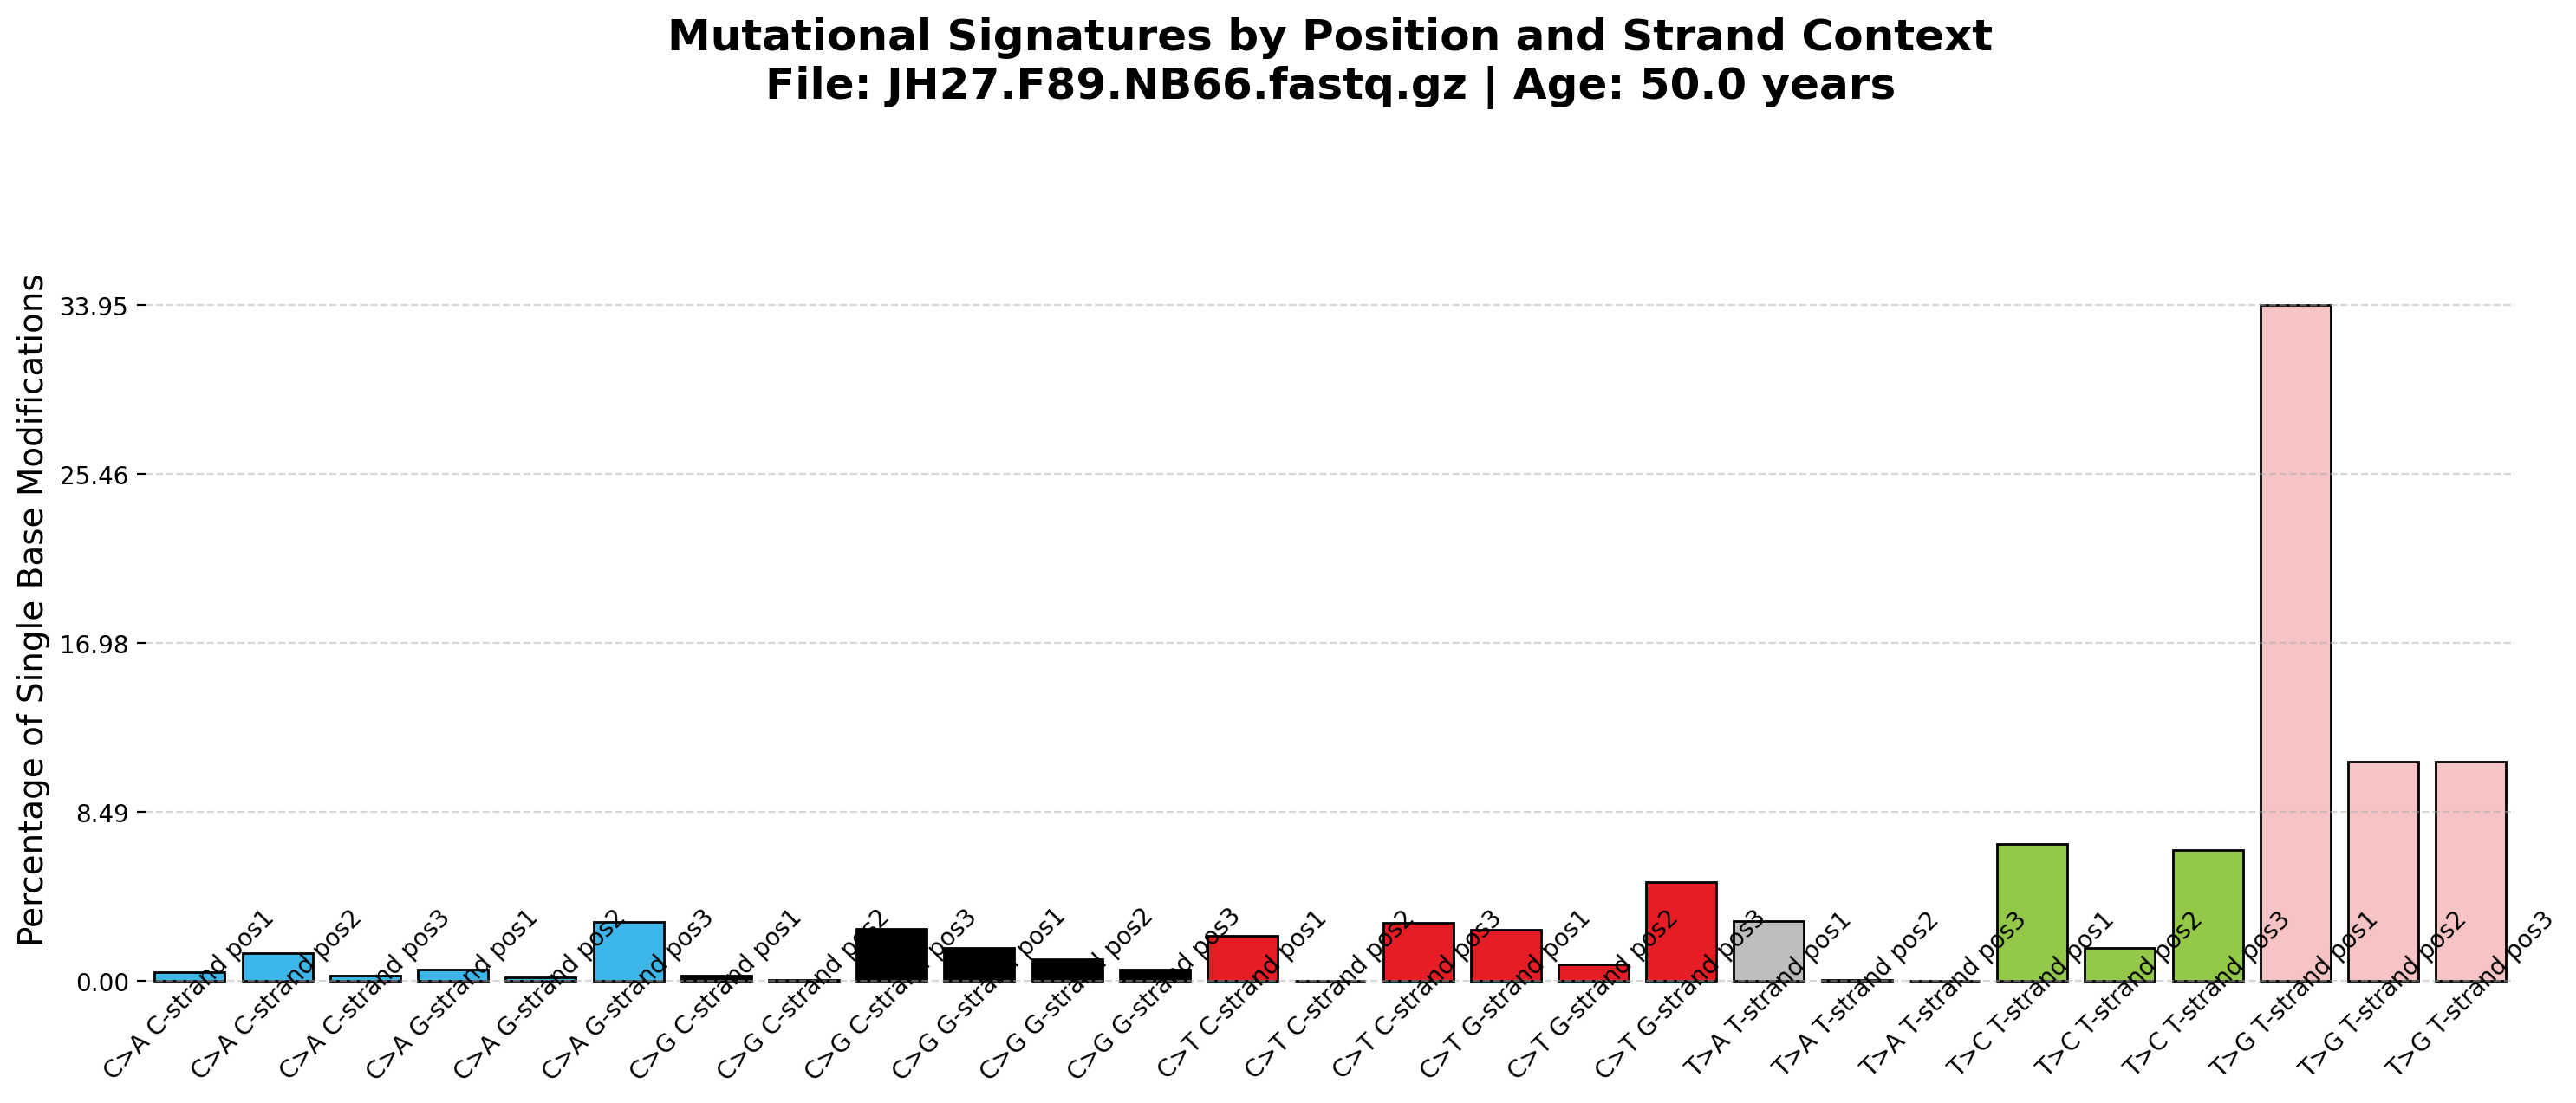 Mutational Signatures by Position and Strand Context
File: JH27.F89.NB66.fastq.gz | Age: 50.0 years
Percentage of Single Base Modifications
33.95
25.46
16.98
8.49
0.00
C>A C-strand pos1
C>A C-strand pos2
C>A C-strand pos3
C>A G-strand pos1
C>A G-strand pos2
C>A G-strand pos3
C>G C-strand pos1
C>G C-strand pos2
C>G C-strand pos3
C>G G-strand pos1
C>G G-strand pos2
C>G G-strand pos3
C>T C-strand pos1
C>T C-strand pos2
C>T C-strand pos3
C>T G-strand pos1
C>T G-strand pos2
C>T G-strand pos3
T>A T-strand pos1
T>A T-strand pos2
T>A T-strand pos3
T>C T-strand pos1
T>C T-strand pos2
T>C T-strand pos3
T>G T-strand pos1
T>G T-strand pos2
T>G T-strand pos3